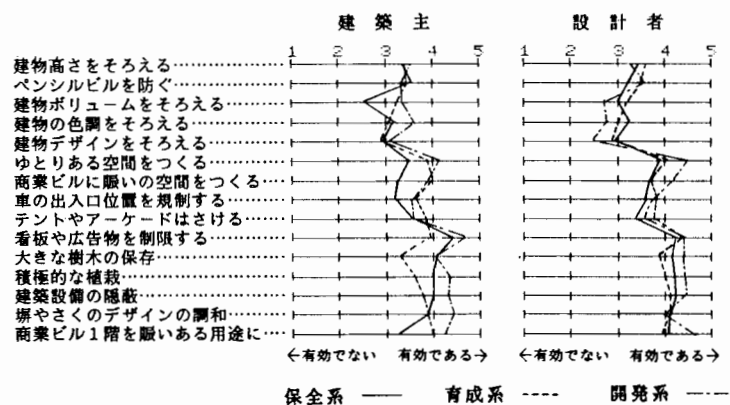 建築主 設計者
1 2 3 4 5 1 2 3 4 5
建物高さをそろえる
ペンシルビルを防ぐ
建物ボリュームをそろえる
建物の色調をそろえる
建物デザインをそろえる
ゆとりある空間をつくる
商業ビルに賑いの空間をつくる
車の出入口位置を規制する
テントやアーケードはさける
看板や広告物を制限する
大きな樹木の保存
積極的な植栽
建築設備の隠蔽
塀やさくのデザインの調和
商業ビル1階を賑いある用途に
←有効でない 有効である→ ←有効でない 有効である→
保全系 育成系 開発系